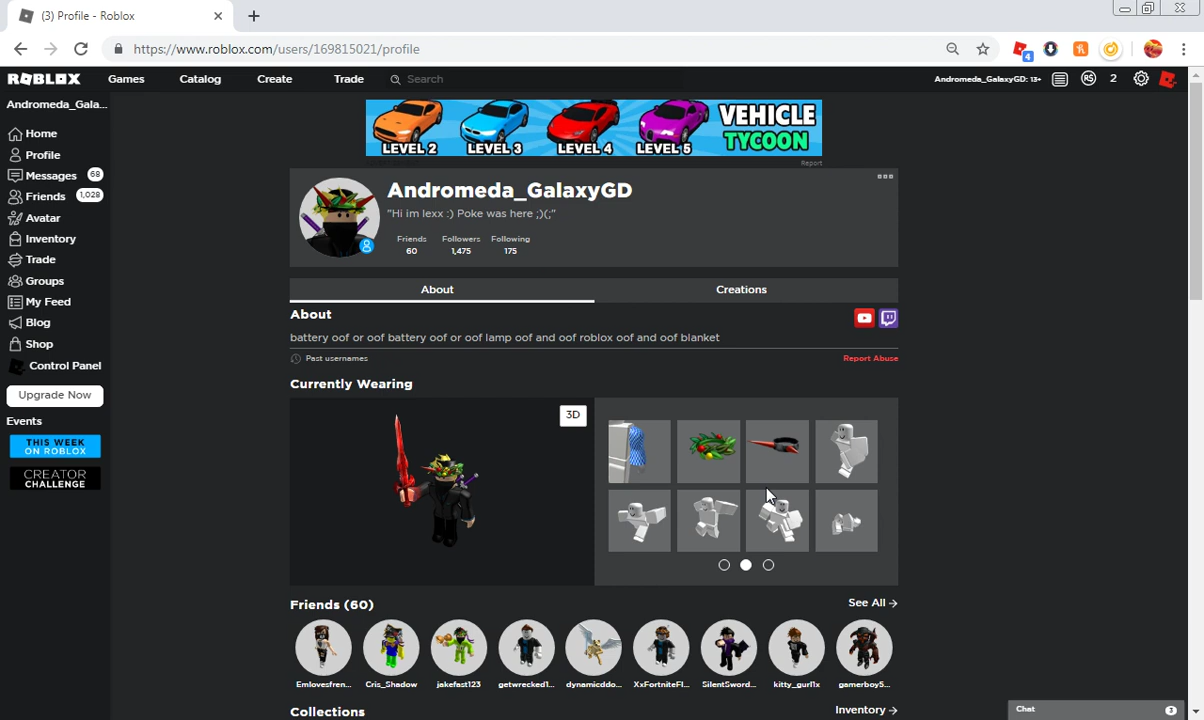 (3) Profile - Roblox
https://www.roblox.com/users/169815021/profile
4
ROBLOX Games Catalog Create Trade Search Andromeda_GalaxyGD: 13+ R$ 2
Andromeda_Gala...
Home
Profile
Messages 68
Friends 1,028
Avatar
Inventory
Trade
Groups
My Feed
Blog
Shop
Control Panel
Upgrade Now
Events
THIS WEEK
ON ROBLOX
CREATOR
CHALLENGE
LEVEL 2 LEVEL 3 LEVEL 4 LEVEL 5 VEHICLE
TYCOON
Report
Andromeda_GalaxyGD
"Hi im lexx :) Poke was here ;)(;"
Friends Followers Following
60 1,475 175
About Creations
About
battery oof or oof battery oof or oof lamp oof and oof roblox oof and oof blanket
Past usernames Report Abuse
Currently Wearing
3D
Friends (60) See All
Emlovesfren... Cris_Shadow jakefast123 getwrecked1... dynamicddo... XxFortniteFl... SilentSword... kitty_gurl1x gamerboy5...
Collections Inventory
Chat 3